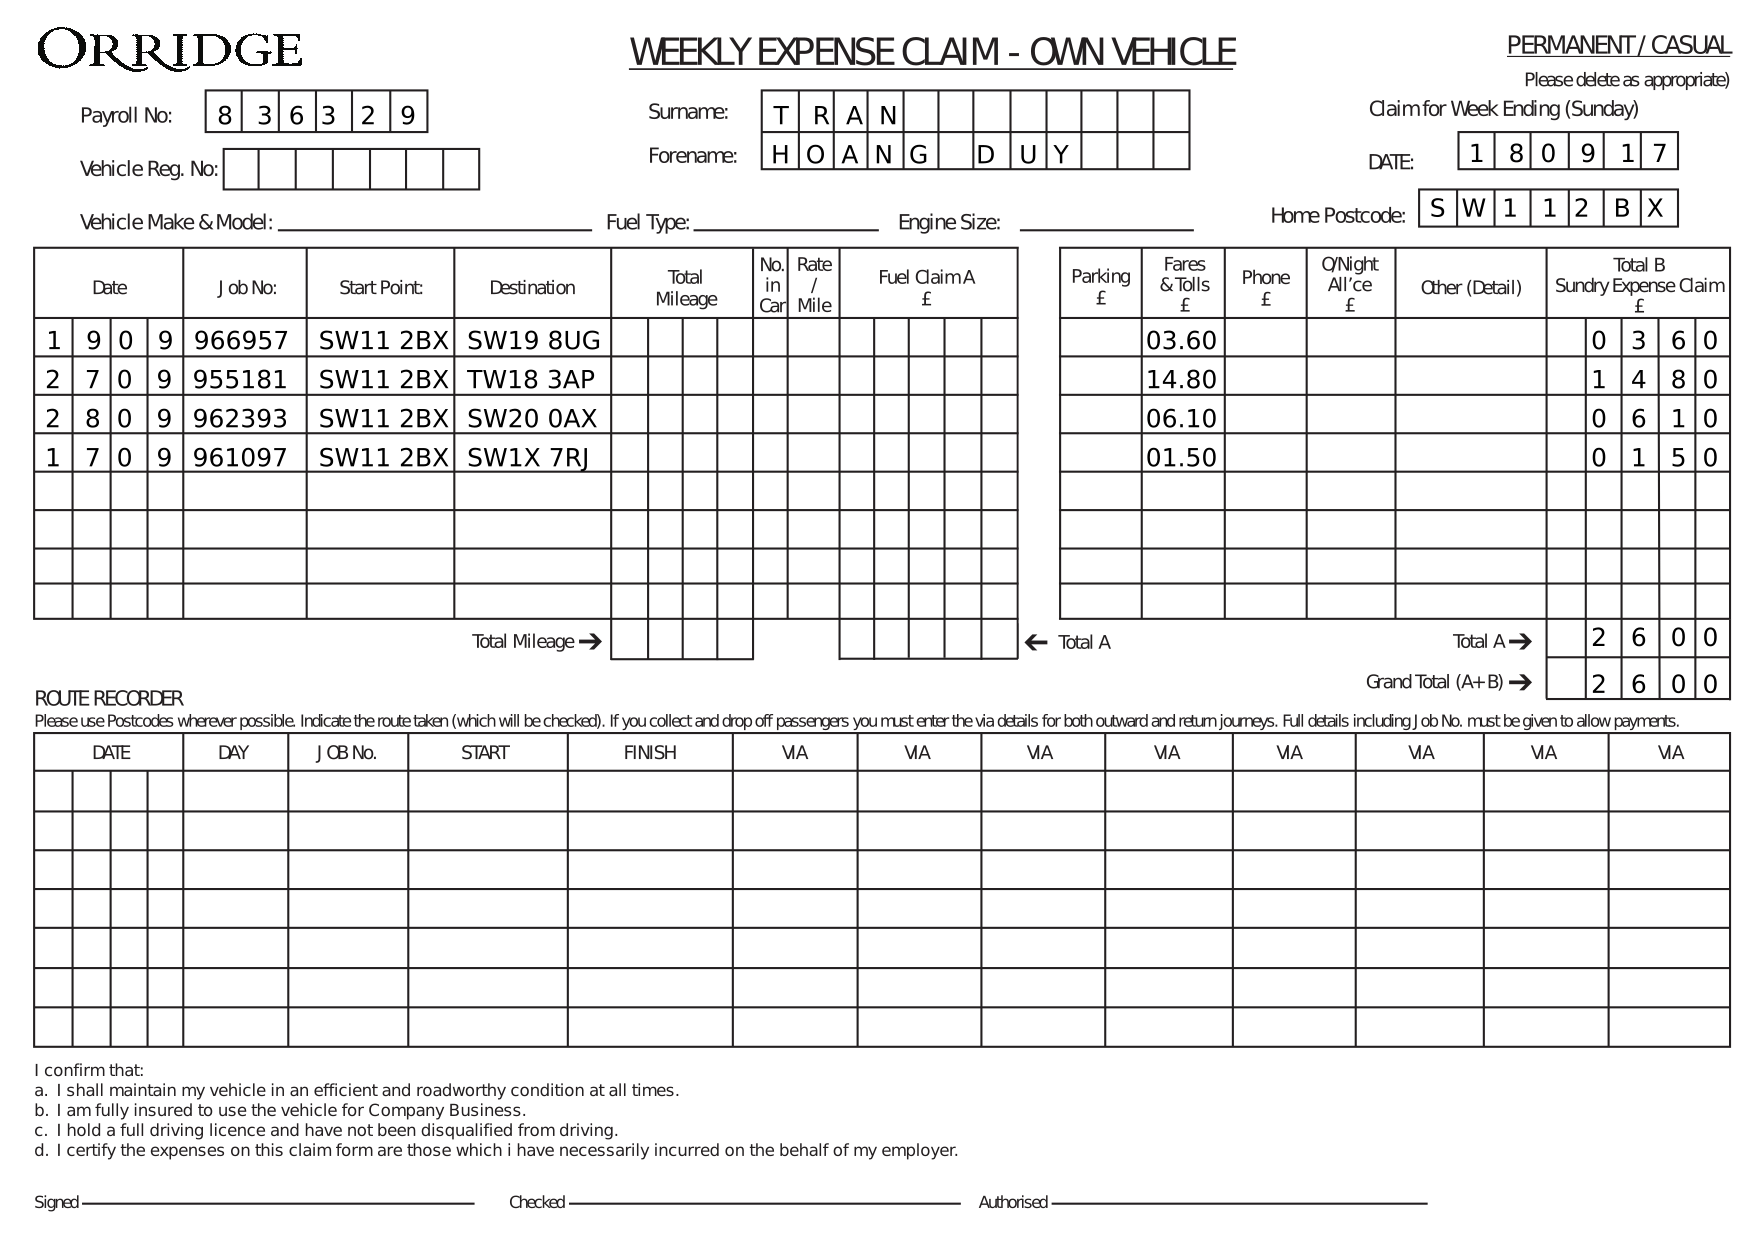 ORRIDGE
WEEKLY EXPENSE CLAIM - OWN VEHICLE
PERMANENT / CASUAL
Please delete as appropriate)
Payroll No: 8 3 6 3 2 9
Surname: T R A N
Claim for Week Ending (Sunday)
Vehicle Reg. No:
Forename: H O A N G D U Y
DATE: 1 8 0 9 1 7
Vehicle Make & Model: Fuel Type: Engine Size:
Home Postcode: S W 1 1 2 B X
Date Job No: Start Point: Destination Total Mileage No. in Car Rate / Mile Fuel Claim A £ Parking £ Fares & Tolls £ Phone £ O/Night All'ce £ Other (Detail) Total B Sundry Expense Claim £
1 9 0 9 966957 SW11 2BX SW19 8UG 03.60 0 3 6 0
2 7 0 9 955181 SW11 2BX TW18 3AP 14.80 1 4 8 0
2 8 0 9 962393 SW11 2BX SW20 0AX 06.10 0 6 1 0
1 7 0 9 961097 SW11 2BX SW1X 7RJ 01.50 0 1 5 0
Total Mileage ➔ ← Total A Total A ➔ 2 6 0 0
Grand Total (A+B) ➔ 2 6 0 0
ROUTE RECORDER
Please use Postcodes wherever possible. Indicate the route taken (which will be checked). If you collect and drop off passengers you must enter the via details for both outward and return journeys. Full details including Job No. must be given to allow payments.
DATE DAY JOB No. START FINISH VIA VIA VIA VIA VIA VIA VIA VIA
I confirm that:
a. I shall maintain my vehicle in an efficient and roadworthy condition at all times.
b. I am fully insured to use the vehicle for Company Business.
c. I hold a full driving licence and have not been disqualified from driving.
d. I certify the expenses on this claim form are those which i have necessarily incurred on the behalf of my employer.
Signed Checked Authorised